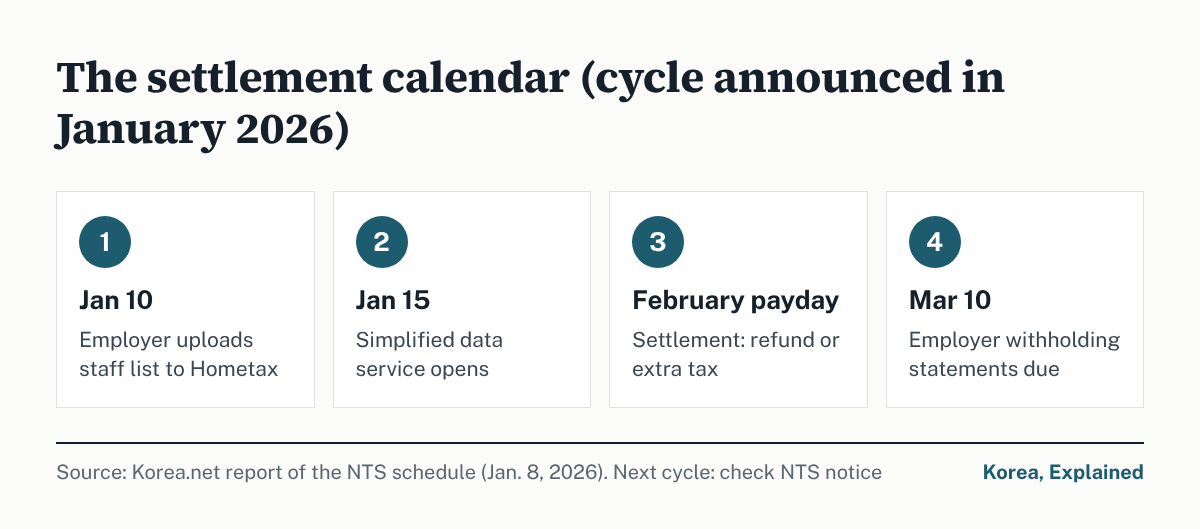 The settlement calendar (cycle announced in
January 2026)
1
Jan 10
Employer uploads
staff list to Hometax
2
Jan 15
Simplified data
service opens
3
February payday
Settlement: refund or
extra tax
4
Mar 10
Employer withholding
statements due
Source: Korea.net report of the NTS schedule (Jan. 8, 2026). Next cycle: check NTS notice
Korea, Explained